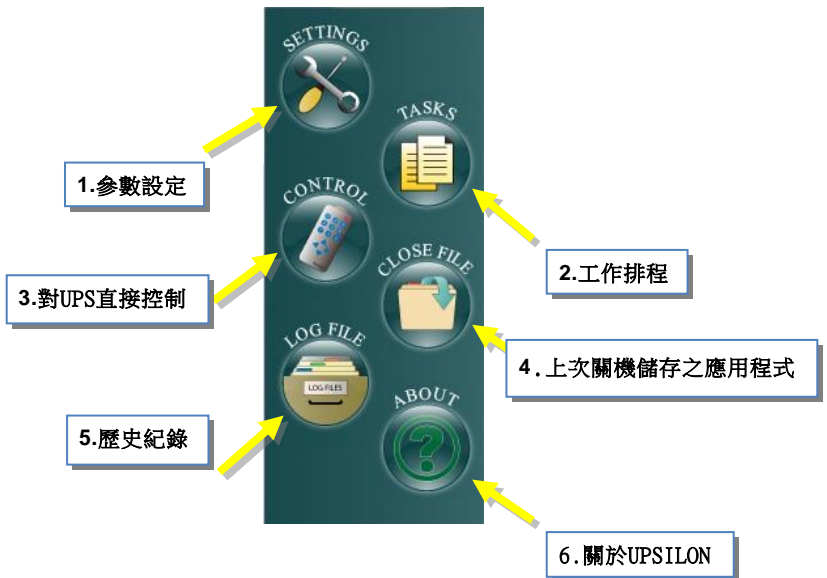 SETTINGS
TASKS
1.參數設定
CONTROL
2.工作排程
CLOSE FILE
3.對UPS直接控制
LOG FILE
4.上次關機儲存之應用程式
LOG FILES
ABOUT
5.歷史紀錄
6.關於UPSILON